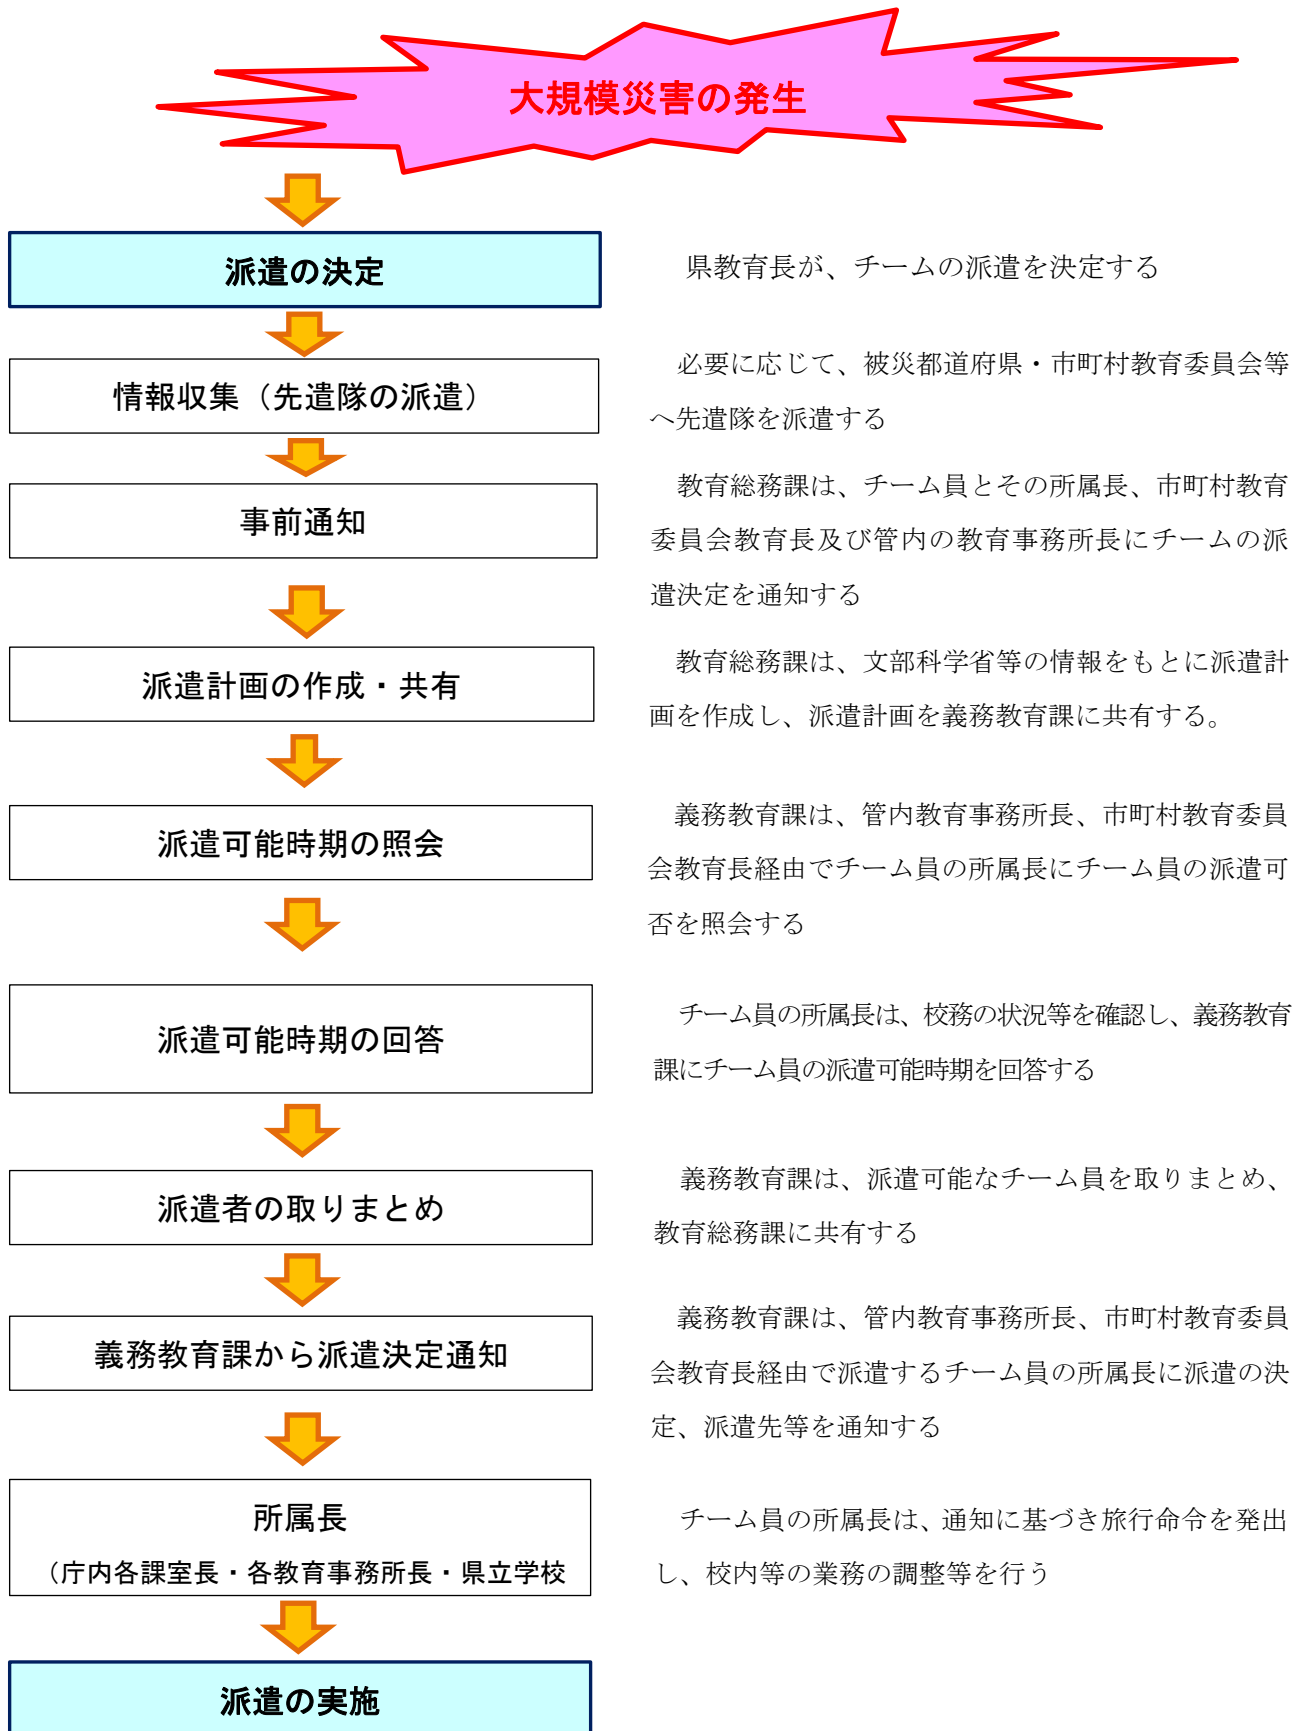 大規模災害の発生
派遣の決定
県教育長が、チームの派遣を決定する
情報収集（先遣隊の派遣）
必要に応じて、被災都道府県・市町村教育委員会等
へ先遣隊を派遣する
事前通知
教育総務課は、チーム員とその所属長、市町村教育
委員会教育長及び管内の教育事務所長にチームの派
遣決定を通知する
派遣計画の作成・共有
教育総務課は、文部科学省等の情報をもとに派遣計
画を作成し、派遣計画を義務教育課に共有する。
派遣可能時期の照会
義務教育課は、管内教育事務所長、市町村教育委員
会教育長経由でチーム員の所属長にチーム員の派遣可
否を照会する
派遣可能時期の回答
チーム員の所属長は、校務の状況等を確認し、義務教育
課にチーム員の派遣可能時期を回答する
派遣者の取りまとめ
義務教育課は、派遣可能なチーム員を取りまとめ、
教育総務課に共有する
義務教育課から派遣決定通知
義務教育課は、管内教育事務所長、市町村教育委員
会教育長経由で派遣するチーム員の所属長に派遣の決
定、派遣先等を通知する
所属長
（庁内各課室長・各教育事務所長・県立学校
チーム員の所属長は、通知に基づき旅行命令を発出
し、校内等の業務の調整等を行う
派遣の実施